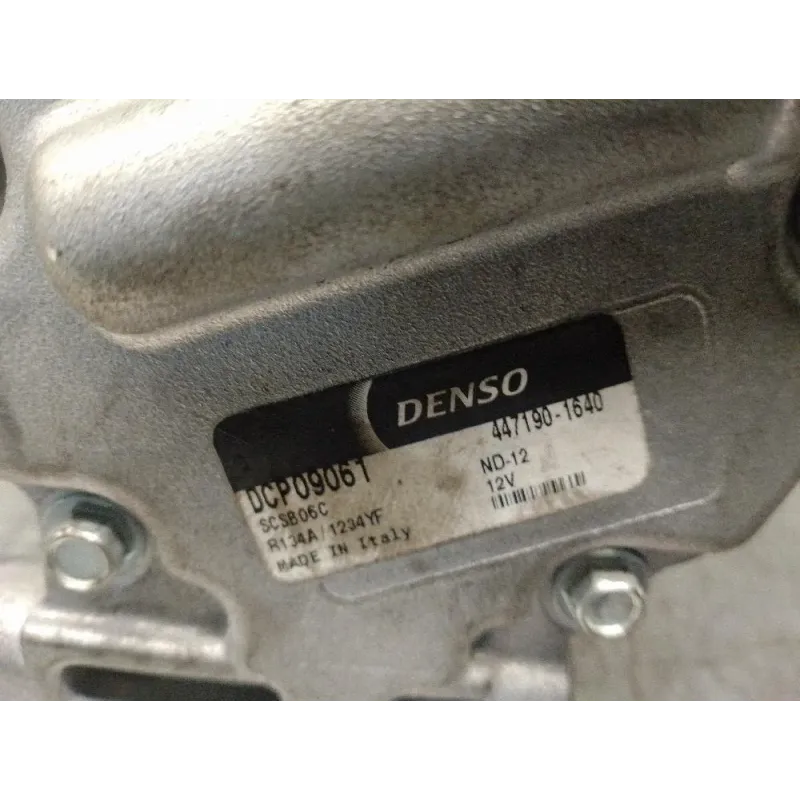 DENSO
DCP09061
447190-1640
SCSB06C
ND-12
R134A/1234YF
12V
MADE IN Italy